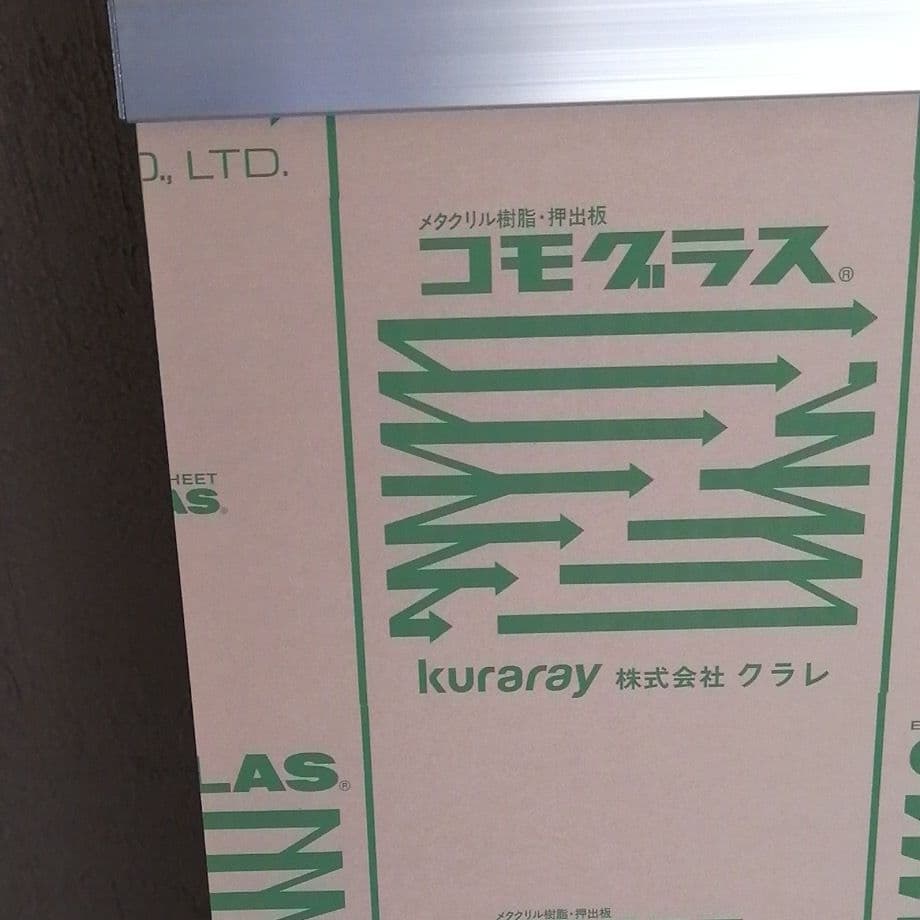 ., LTD.
メタクリル樹脂・押出板
コモグラス®
HEET
AS®
kuraray 株式会社 クラレ
LAS®
メタクリル樹脂・押出板